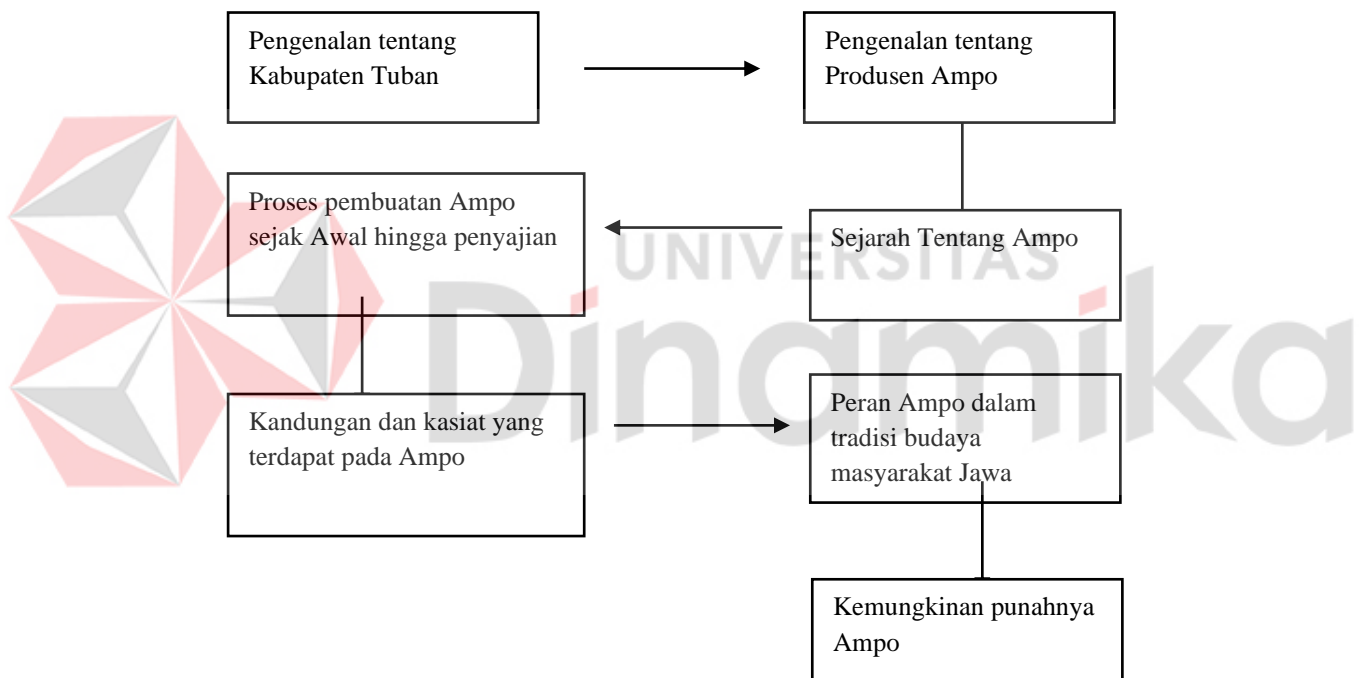 Pengenalan tentang
Kabupaten Tuban
Pengenalan tentang
Produsen Ampo
Proses pembuatan Ampo
sejak Awal hingga penyajian
Sejarah Tentang Ampo
UNIVERSITAS
Dinamika
Kandungan dan kasiat yang
terdapat pada Ampo
Peran Ampo dalam
tradisi budaya
masyarakat Jawa
Kemungkinan punahnya
Ampo